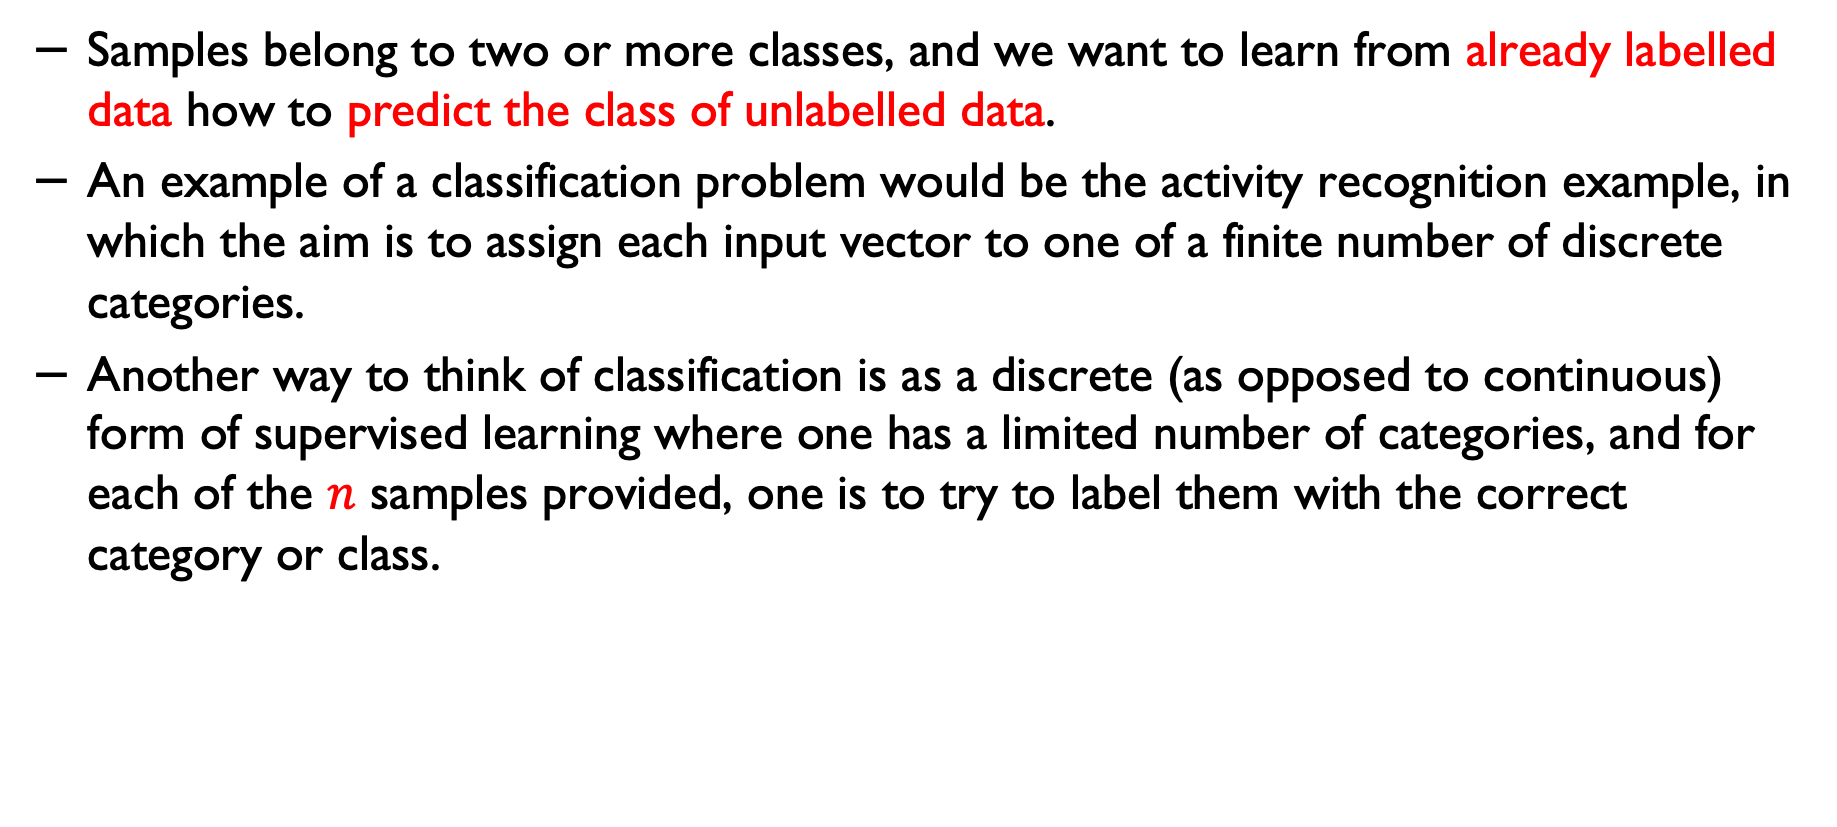 – Samples belong to two or more classes, and we want to learn from already labelled
data how to predict the class of unlabelled data.
– An example of a classification problem would be the activity recognition example, in
which the aim is to assign each input vector to one of a finite number of discrete
categories.
– Another way to think of classification is as a discrete (as opposed to continuous)
form of supervised learning where one has a limited number of categories, and for
each of the n samples provided, one is to try to label them with the correct
category or class.